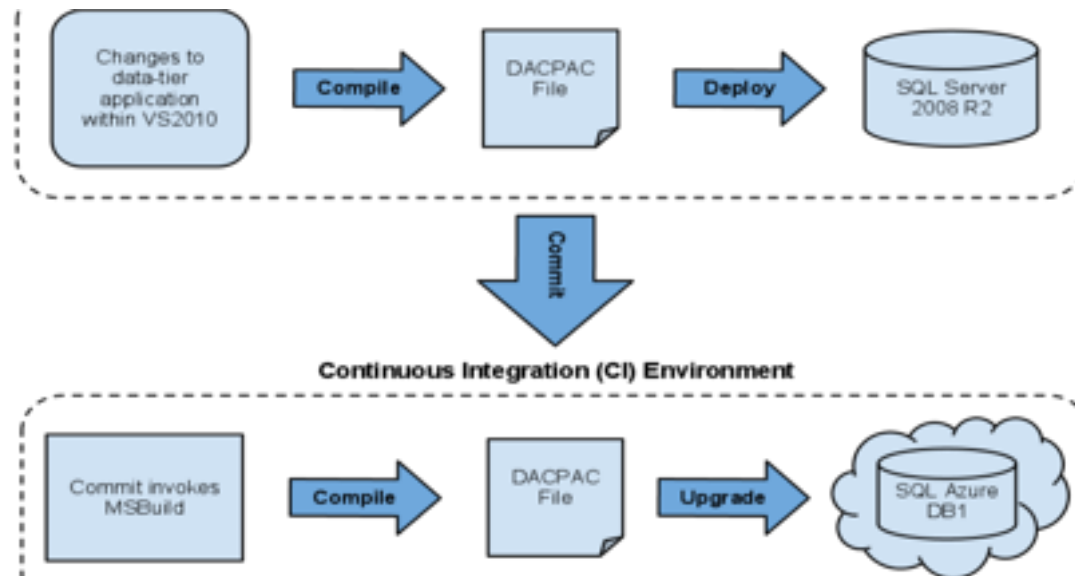 Changes to
data-tier
application
within VS2010
Compile
DACPAC
File
Deploy
SQL Server
2008 R2
Commit
Continuous Integration (CI) Environment
Commit invokes
MSBuild
Compile
DACPAC
File
Upgrade
SQL Azure
DB1